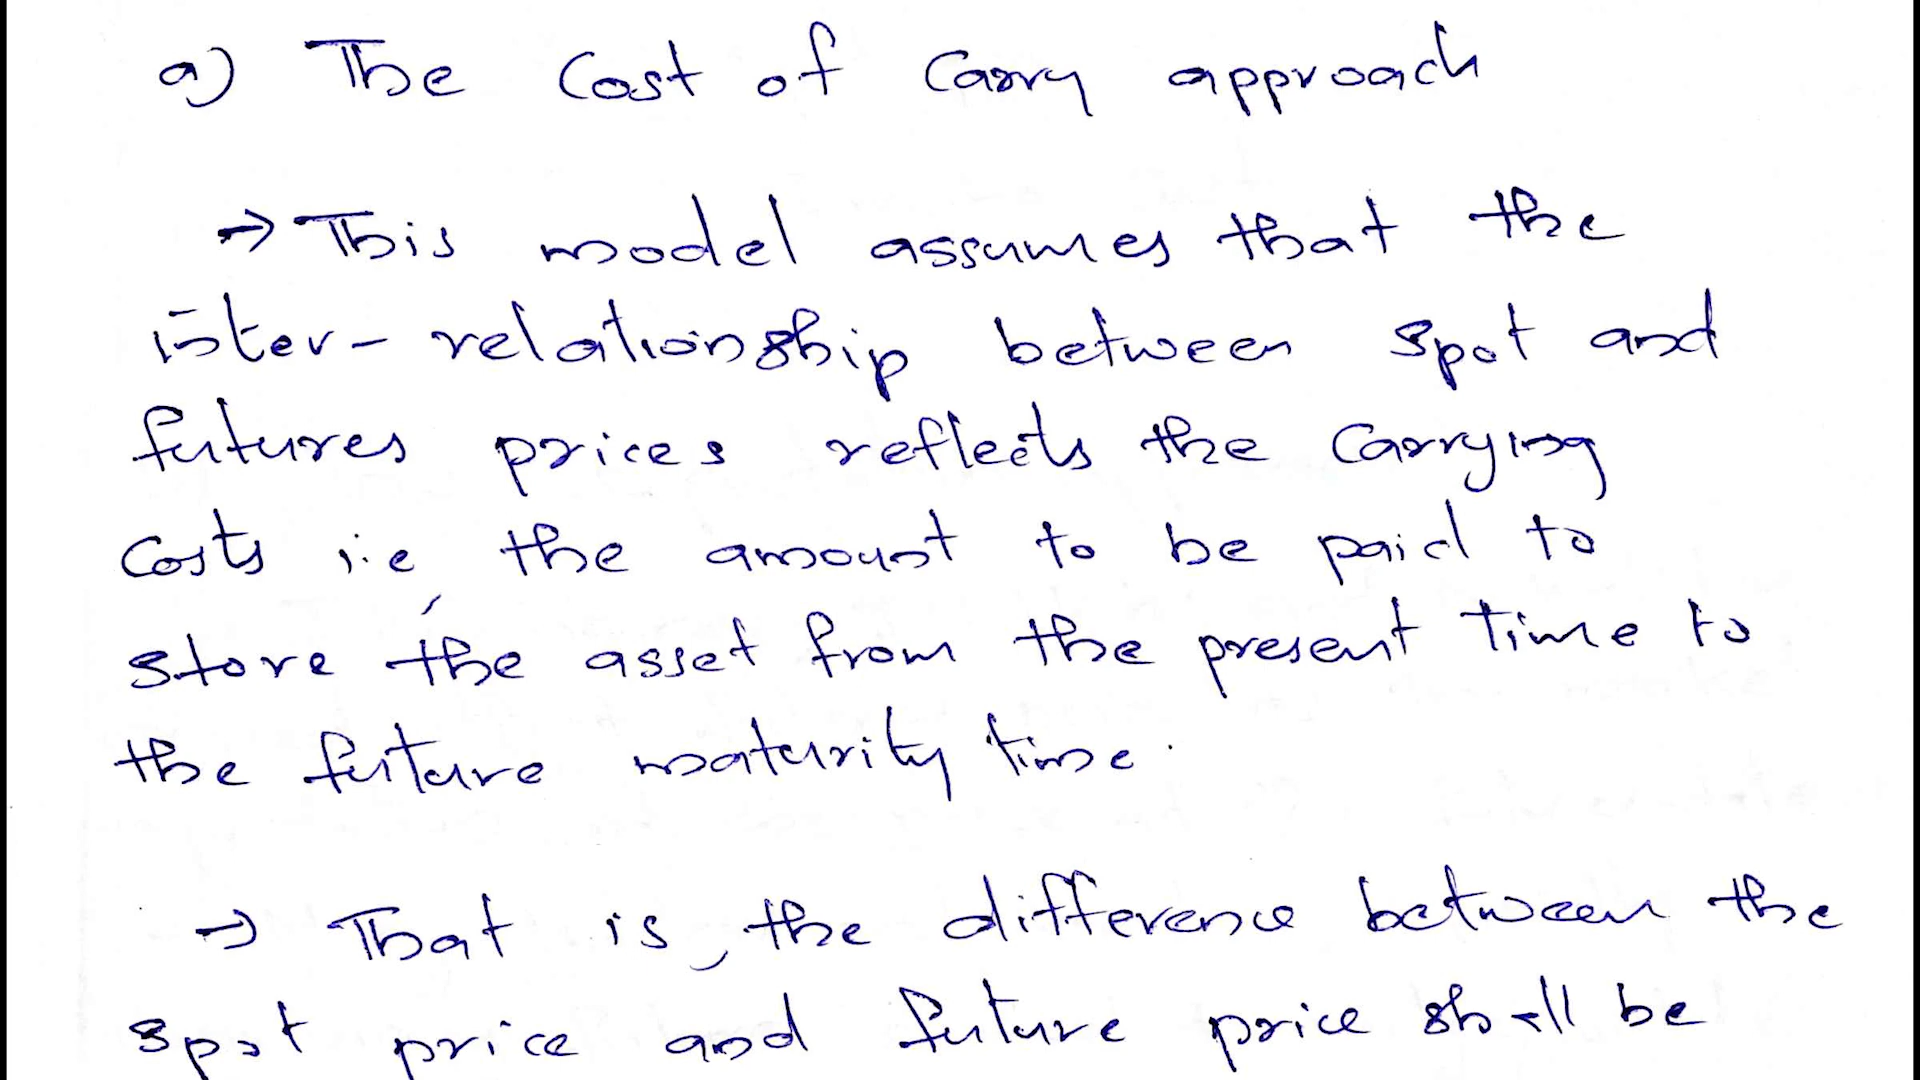 a) The Cost of Carry approach
→ This model assumes that the
inter-relationship between spot and
futures prices reflects the carrying
costs i.e, the amount to be paid to
store the asset from the present time to
the future maturity time.
→ That is, the difference between the
spot price and future price shall be